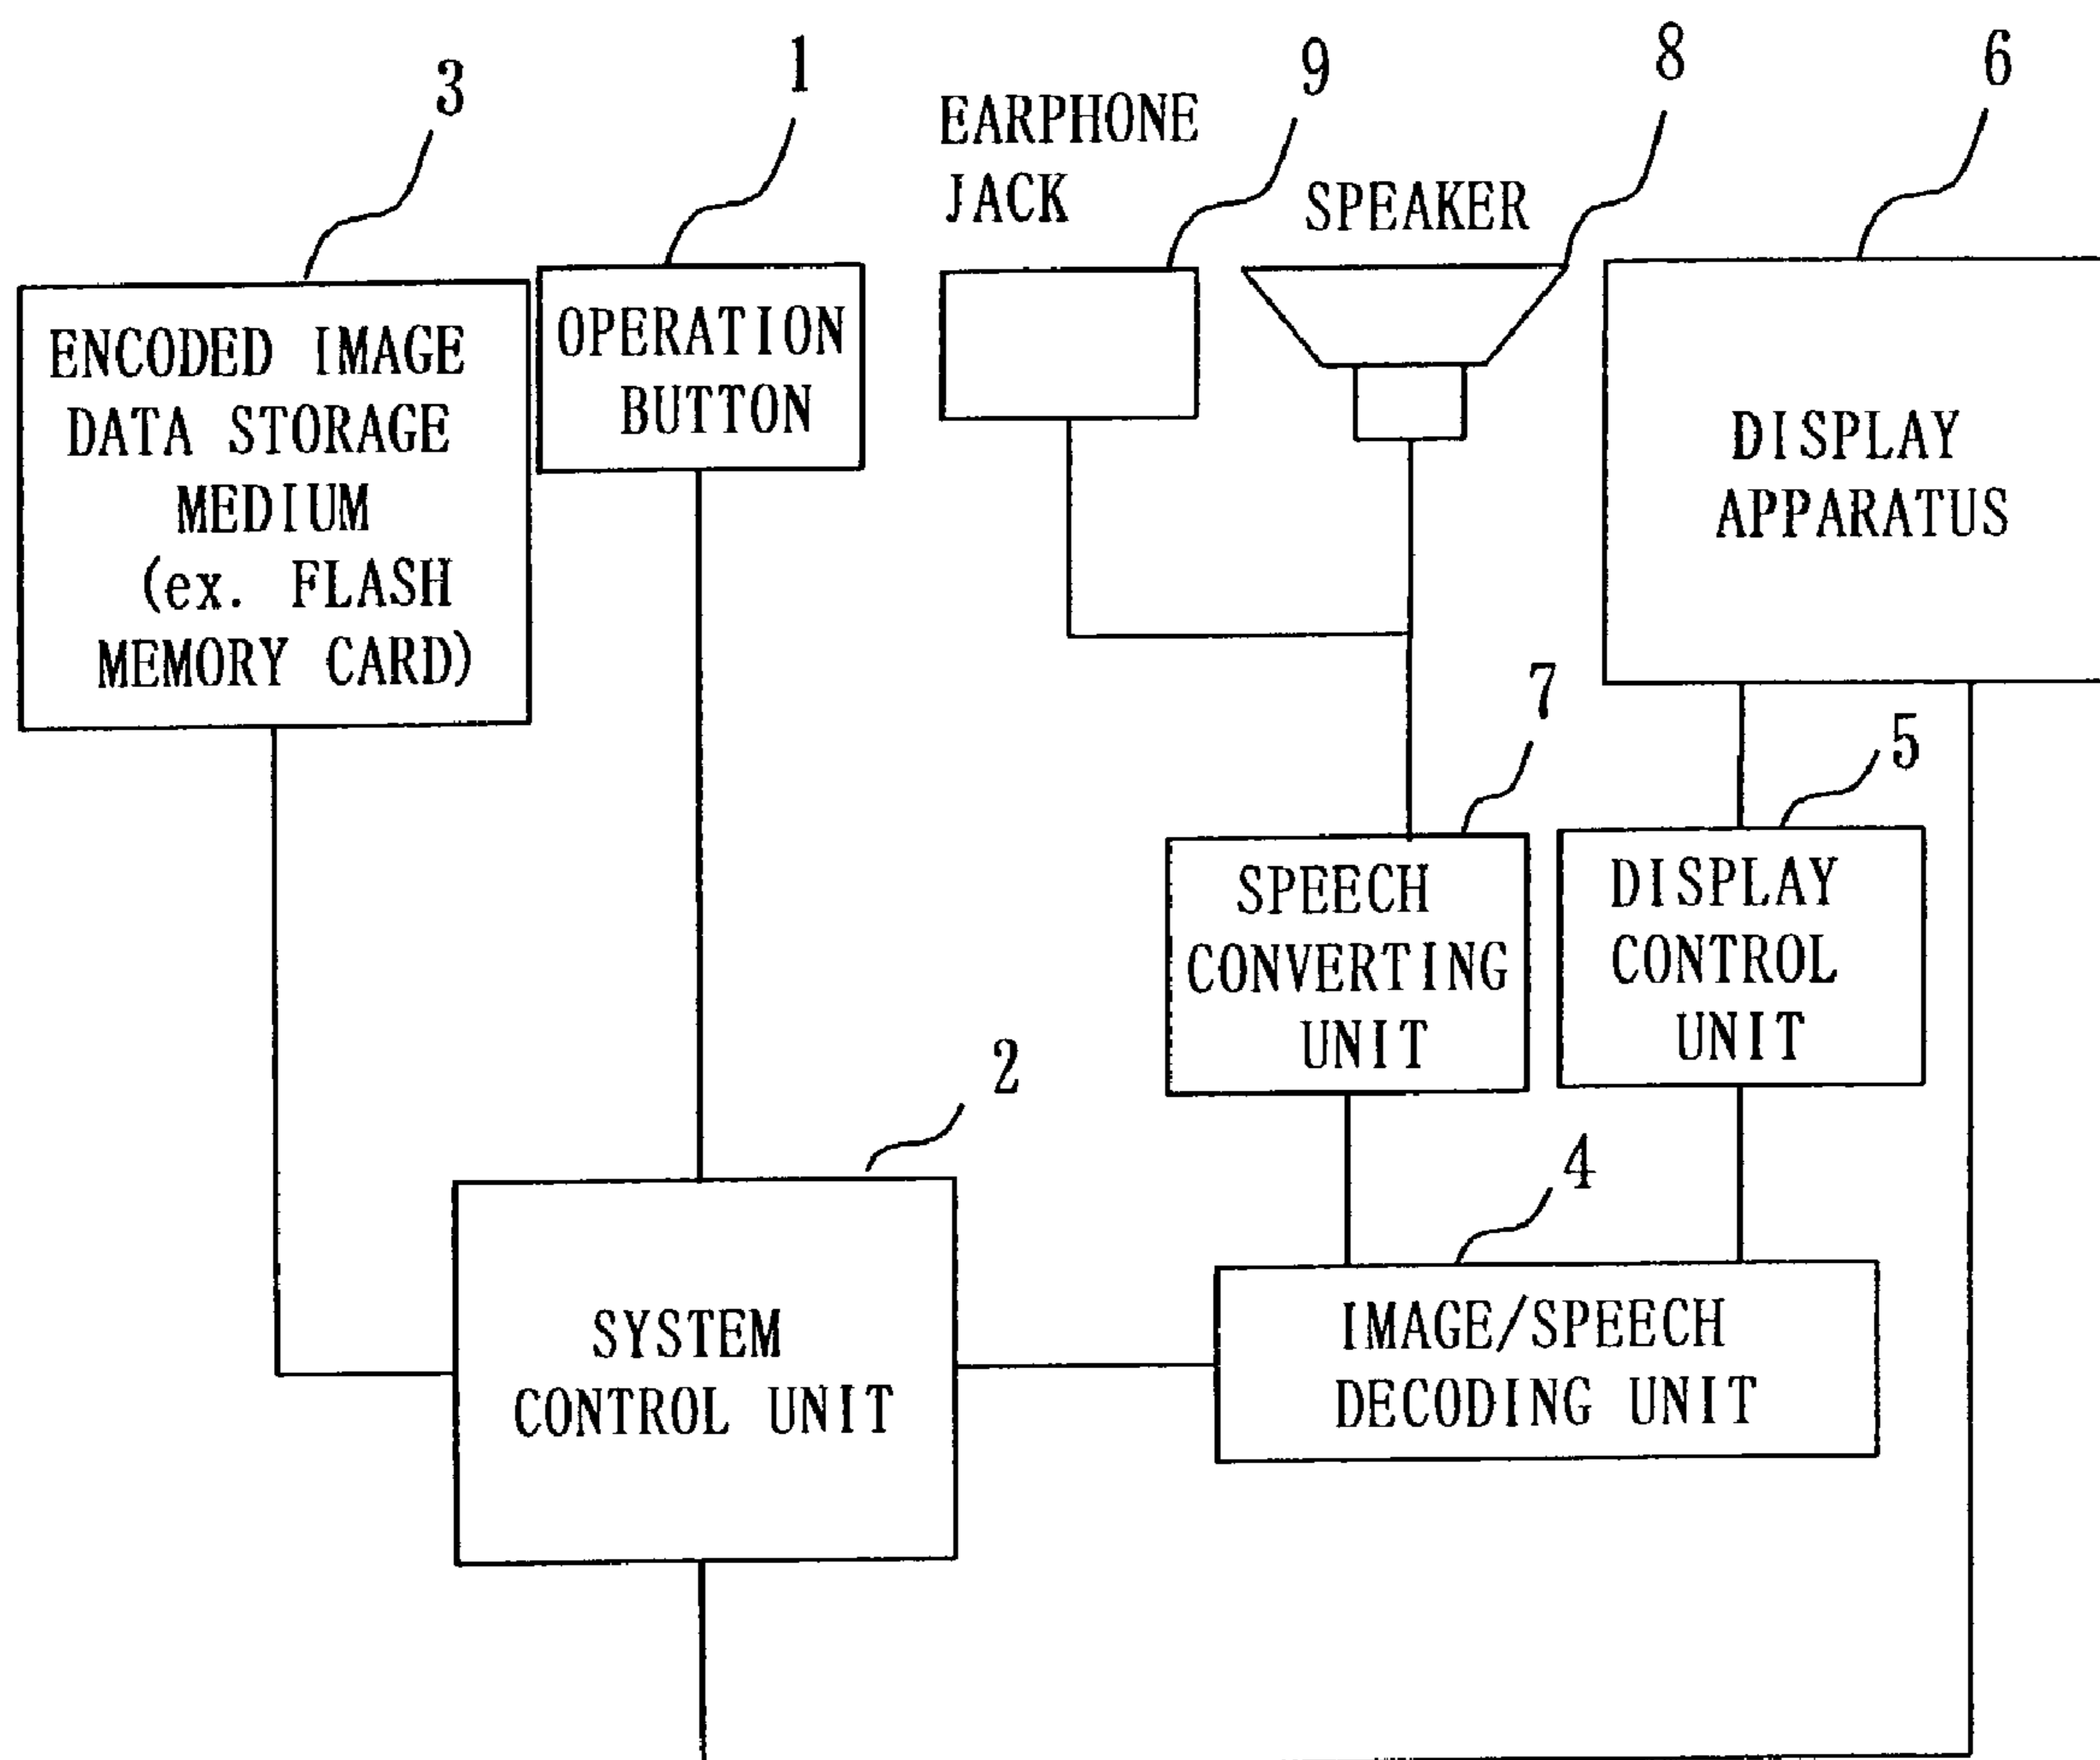 3
1
9
8
6
EARPHONE
JACK
SPEAKER
ENCODED IMAGE
DATA STORAGE
MEDIUM
(ex. FLASH
MEMORY CARD)
OPERATION
BUTTON
DISPLAY
APPARATUS
7
5
SPEECH
CONVERTING
UNIT
DISPLAY
CONTROL
UNIT
2
4
SYSTEM
CONTROL UNIT
IMAGE/SPEECH
DECODING UNIT